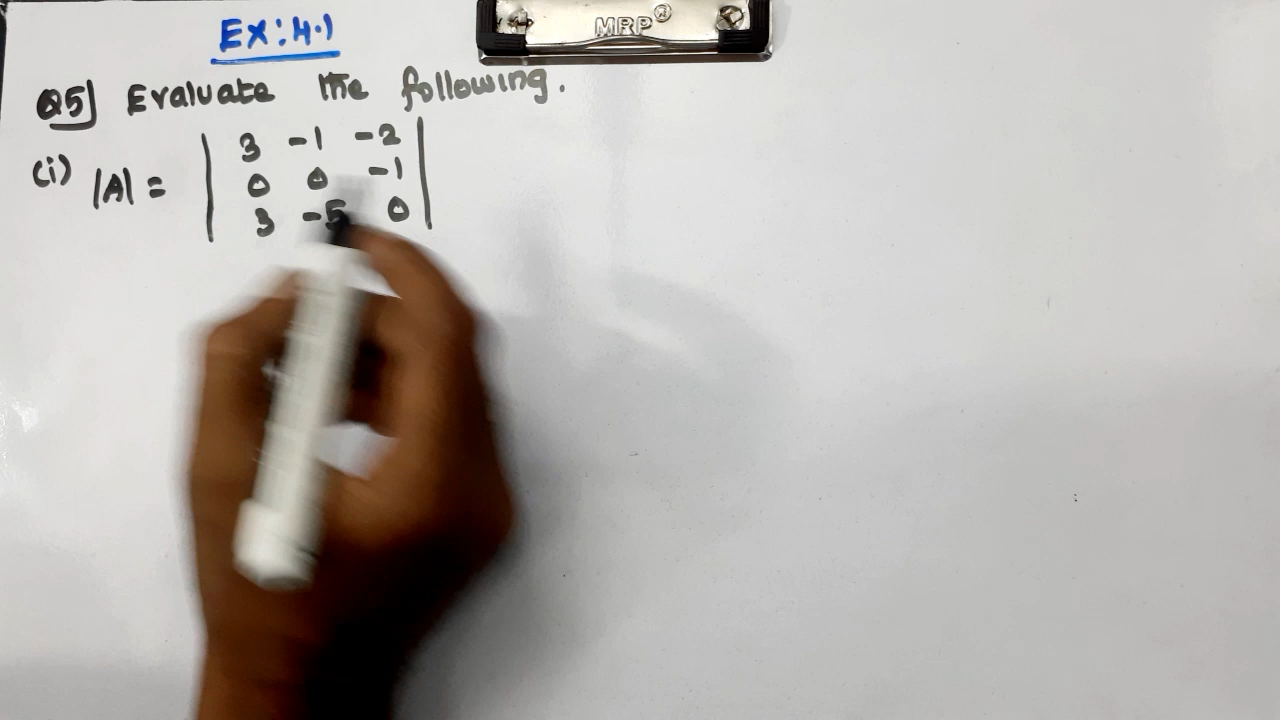 MRP®
Ex:4.1
Q5] Evaluate the following.
(i) |A| = | 3 -1 -2 |
| 0 0 -1 |
| 3 -5 0 |